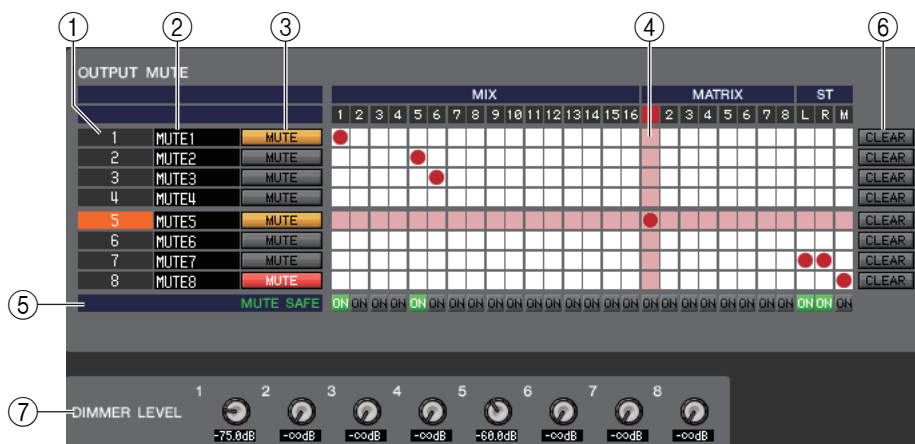 ① ② ③ ④ ⑥
OUTPUT MUTE
MIX MATRIX ST
1 2 3 4 5 6 7 8 9 10 11 12 13 14 15 16 1 2 3 4 5 6 7 8 L R M
1 MUTE1 MUTE CLEAR
2 MUTE2 MUTE CLEAR
3 MUTE3 MUTE CLEAR
4 MUTE4 MUTE CLEAR
5 MUTE5 MUTE CLEAR
6 MUTE6 MUTE CLEAR
7 MUTE7 MUTE CLEAR
8 MUTE8 MUTE CLEAR
⑤ MUTE SAFE ON ON ON ON ON ON ON ON ON ON ON ON ON ON ON ON ON ON ON ON ON ON ON ON ON ON ON
1 2 3 4 5 6 7 8
⑦ DIMMER LEVEL
-75.0dB -∞dB -∞dB -∞dB -60.0dB -∞dB -∞dB -∞dB